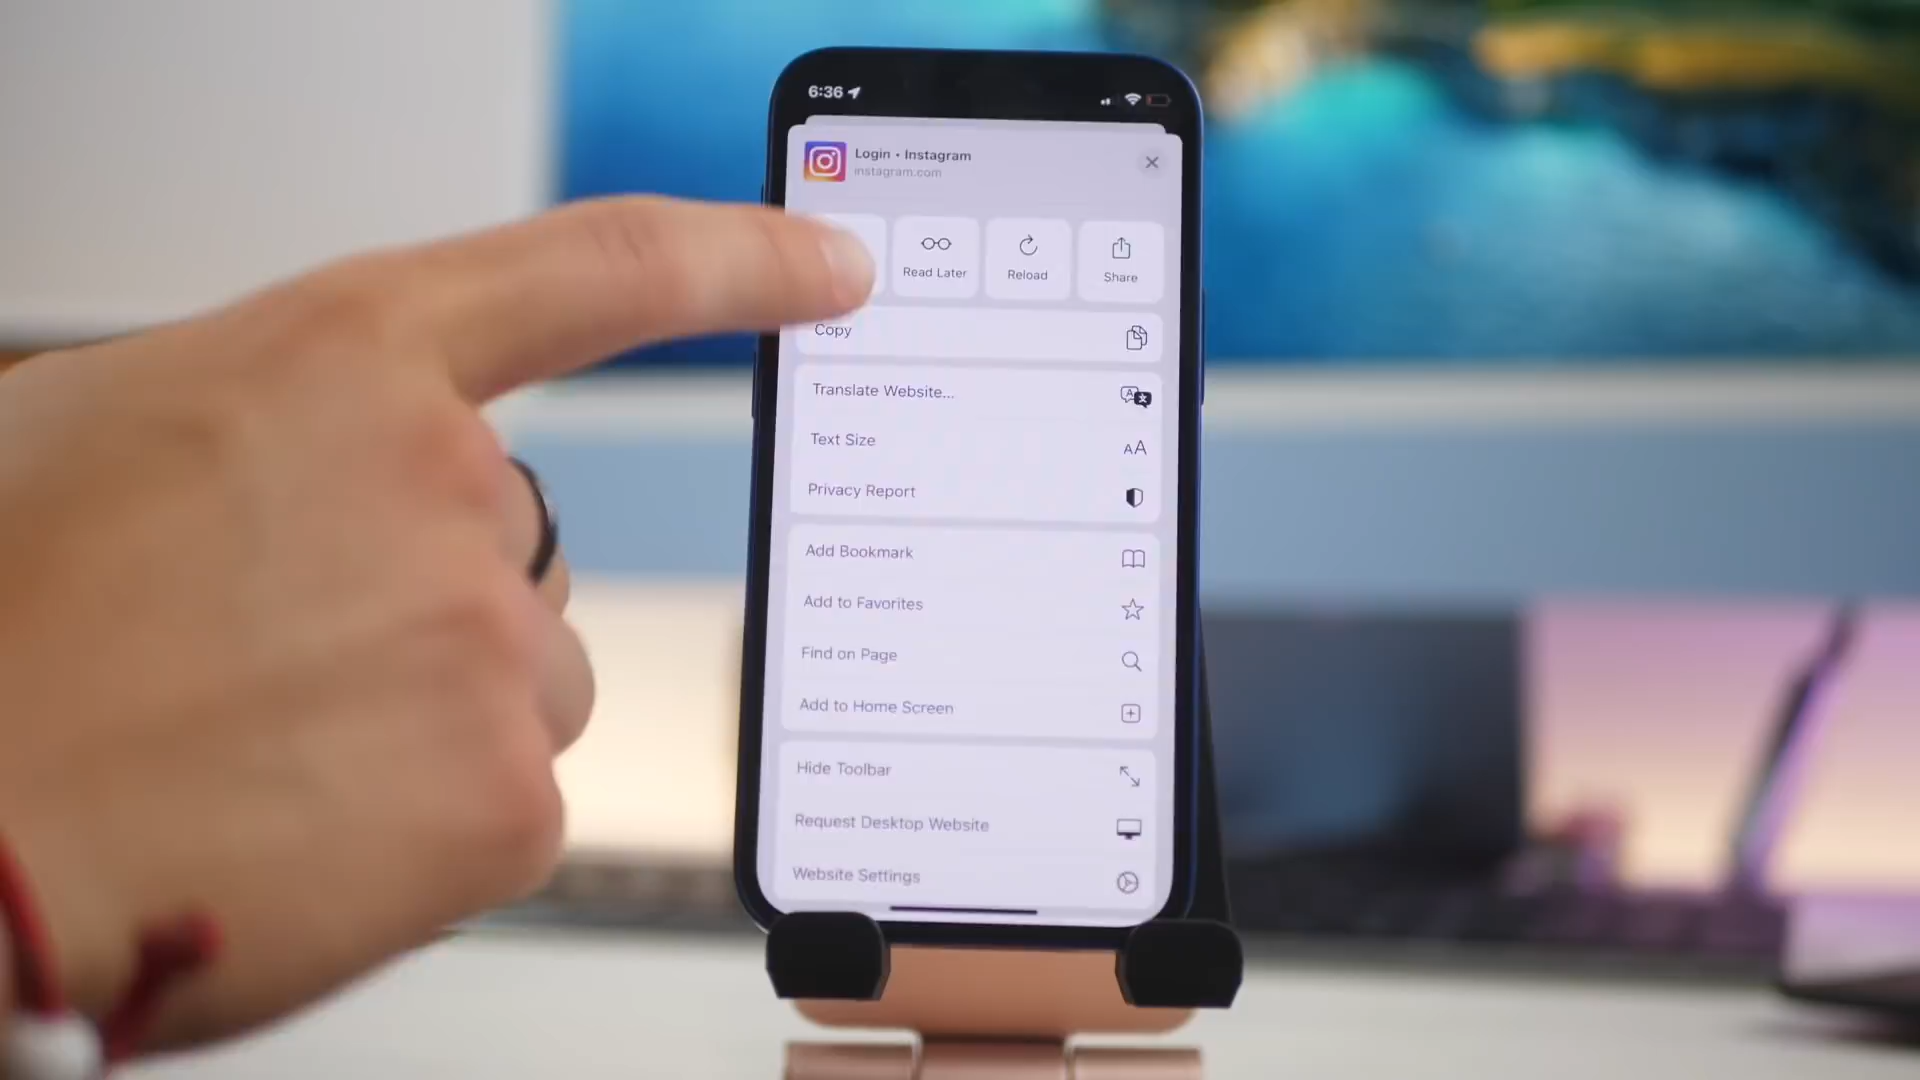 6:36
Login • Instagram
instagram.com
Read Later
Reload
Share
Copy
Translate Website...
Text Size
AA
Privacy Report
Add Bookmark
Add to Favorites
Find on Page
Add to Home Screen
Hide Toolbar
Request Desktop Website
Website Settings